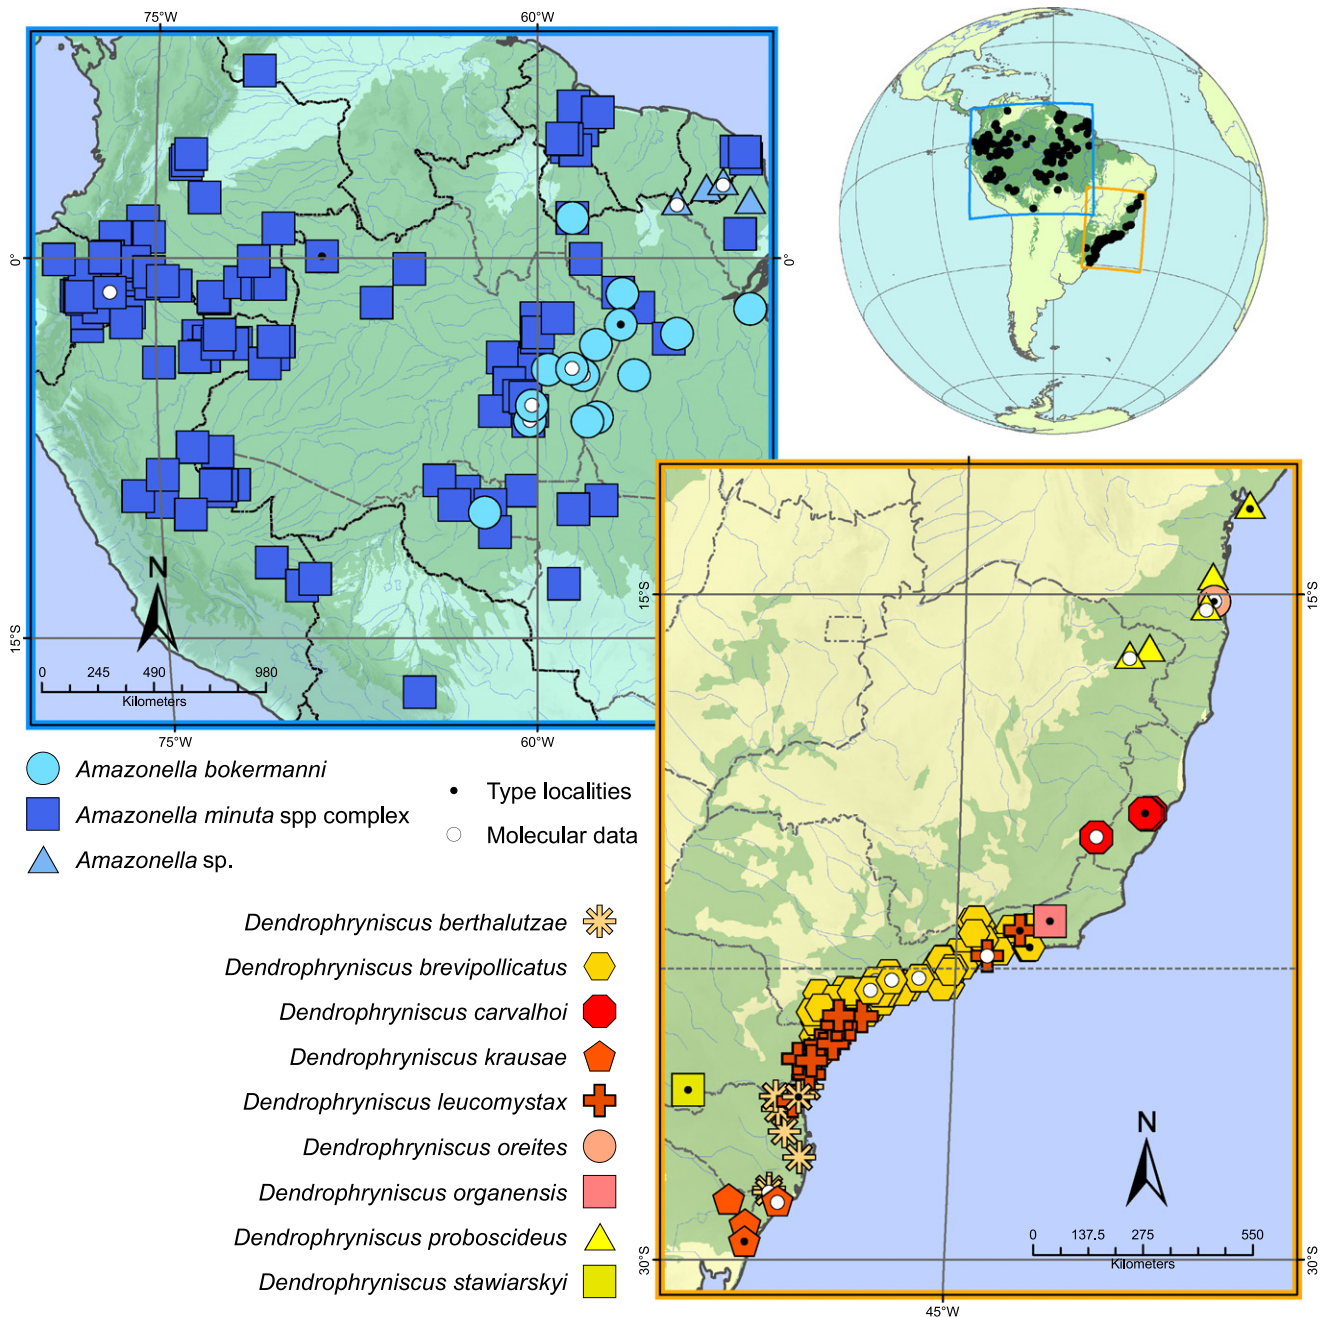 75°W 60°W
0° 0°
N
15°S
0 245 490 980
Kilometers
75°W 60°W
Amazonella bokermanni
Amazonella minuta spp complex
Amazonella sp.
Type localities
Molecular data
Dendrophryniscus berthalutzae
Dendrophryniscus brevipollicatus
Dendrophryniscus carvalhoi
Dendrophryniscus krausae
Dendrophryniscus leucomystax
Dendrophryniscus oreites
Dendrophryniscus organensis
Dendrophryniscus proboscideus
Dendrophryniscus stawiarskyi
15°S 15°S
N
0 137.5 275 550
Kilometers
30°S 30°S
45°W